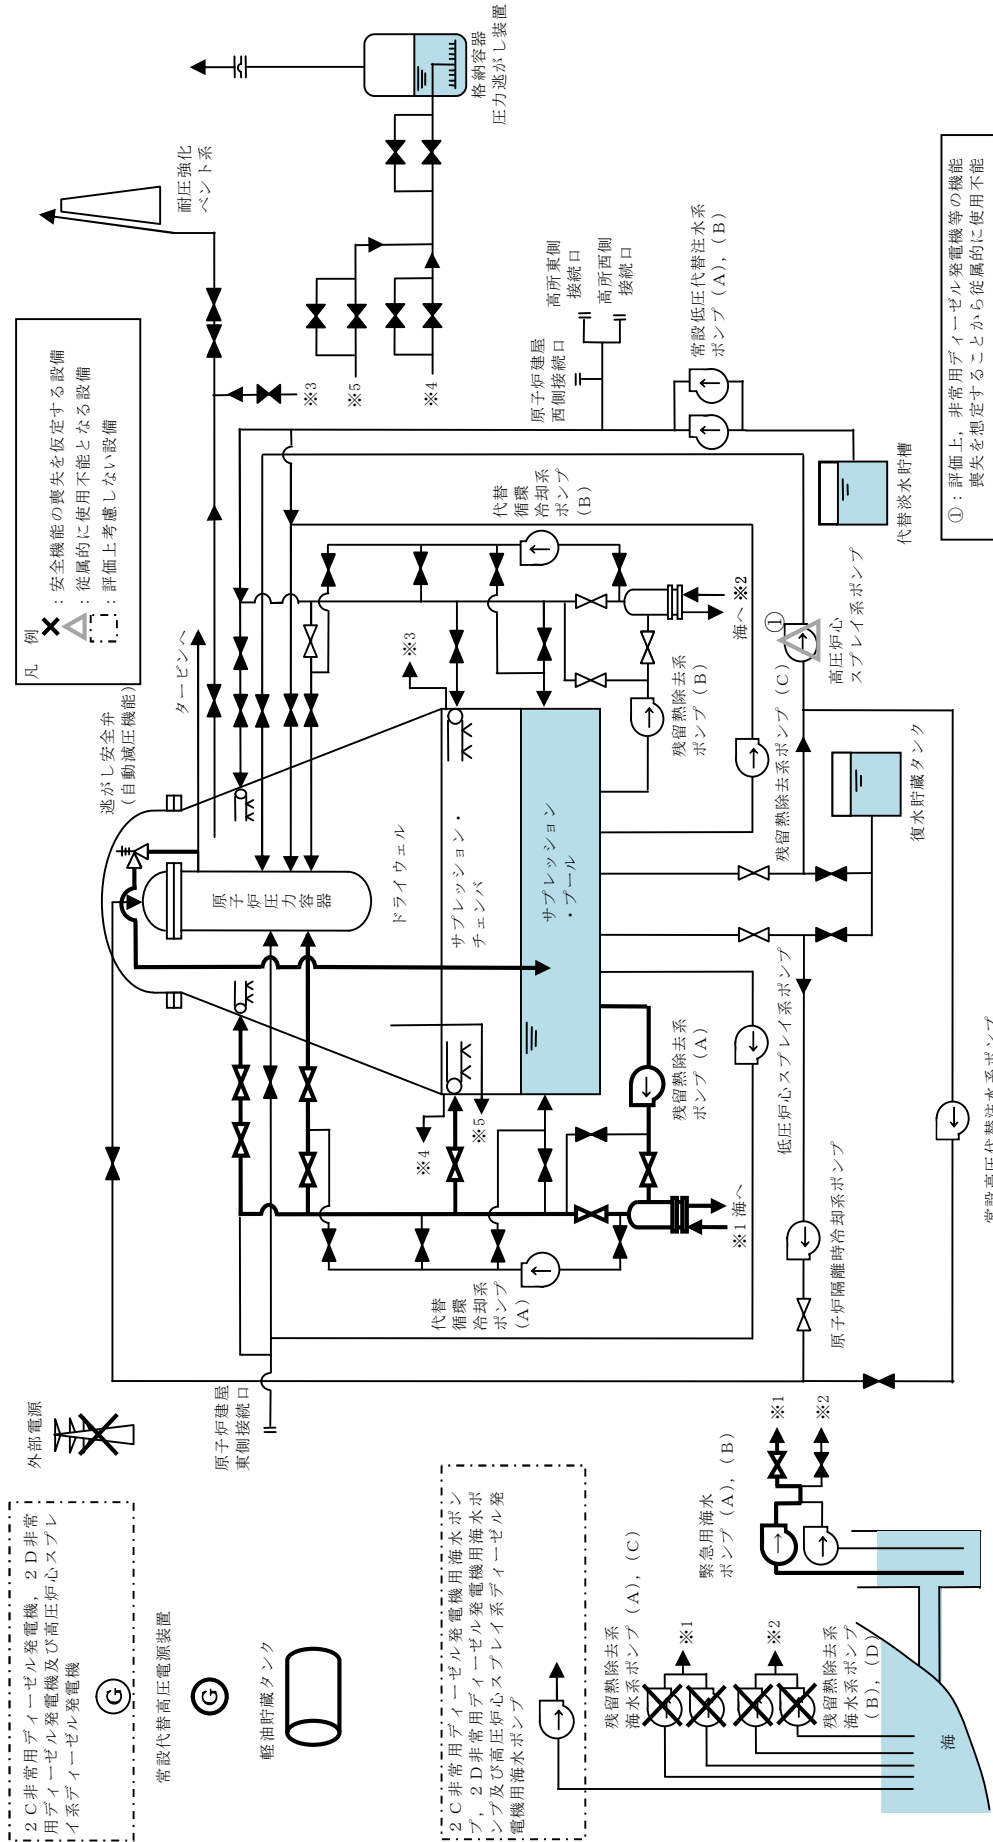 2C非常用ディーゼル発電機，2D非常
用ディーゼル発電機及び高圧炉心スプレ
イ系ディーゼル発電機
G
常設代替高圧電源装置
G
軽油貯蔵タンク
外部電源
2C非常用ディーゼル発電機用海水ポン
プ，2D非常用ディーゼル発電機用海水ポ
ンプ及び高圧炉心スプレイ系ディーゼル発
電機用海水ポンプ
残留熱除去系
海水系ポンプ（A），（C）
※1
※2
残留熱除去系
海水系ポンプ
（B），（D）
海
緊急用海水
ポンプ（A），（B）
※1
※2
原子炉建屋
東側接続口
代替
循環
冷却系
ポンプ
（A）
※4
※5
※1
海へ
残留熱除去系
ポンプ（A）
低圧炉心スプレイ系ポンプ
原子炉隔離時冷却系ポンプ
常設高圧代替注水系ポンプ
凡　例
：安全機能の喪失を仮定する設備
：従属的に使用不能となる設備
：評価上考慮しない設備
逃がし安全弁
（自動減圧機能）
タービンへ
原子炉圧力容器
ドライウェル
サプレッション・
チェンバ
サプレッション
・プール
※3
代替
循環
冷却系
ポンプ
（B）
海へ
※2
残留熱除去系
ポンプ（B）
残留熱除去系ポンプ（C）
①
高圧炉心
スプレイ系ポンプ
復水貯蔵タンク
代替淡水貯槽
耐圧強化
ベント系
※3
※5
※4
格納容器
圧力逃がし装置
原子炉建屋
西側接続口
高所東側
接続口
高所西側
接続口
常設低圧代替注水系
ポンプ（A），（B）
①：評価上，非常用ディーゼル発電機等の機能
喪失を想定することから従属的に使用不能